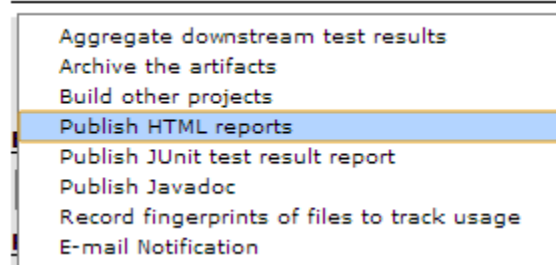 Aggregate downstream test results
Archive the artifacts
Build other projects
Publish HTML reports
Publish JUnit test result report
Publish Javadoc
Record fingerprints of files to track usage
E-mail Notification